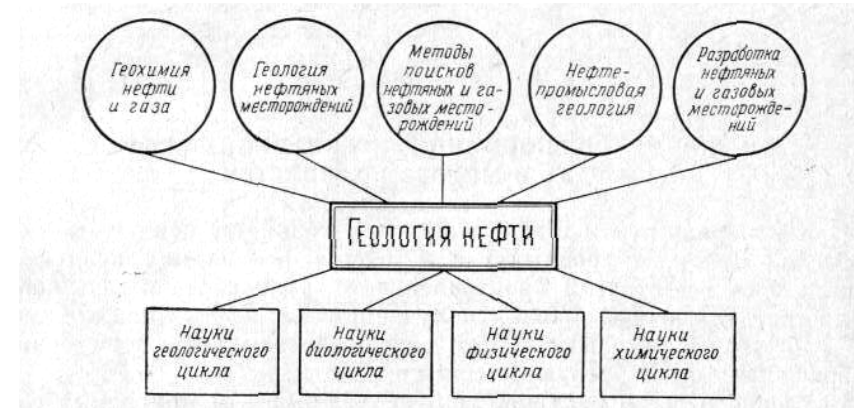 Геохимия
нефти
и газа
Геология
нефтяных
месторождений
Методы
поисков
нефтяных и га-
зовых место-
рождений
Нефте-
промысловая
геология
Разработка
нефтяных
и газовых
месторожде-
ний
ГЕОЛОГИЯ НЕФТИ
Науки
геологического
цикла
Науки
биологического
цикла
Науки
физического
цикла
Науки
химического
цикла